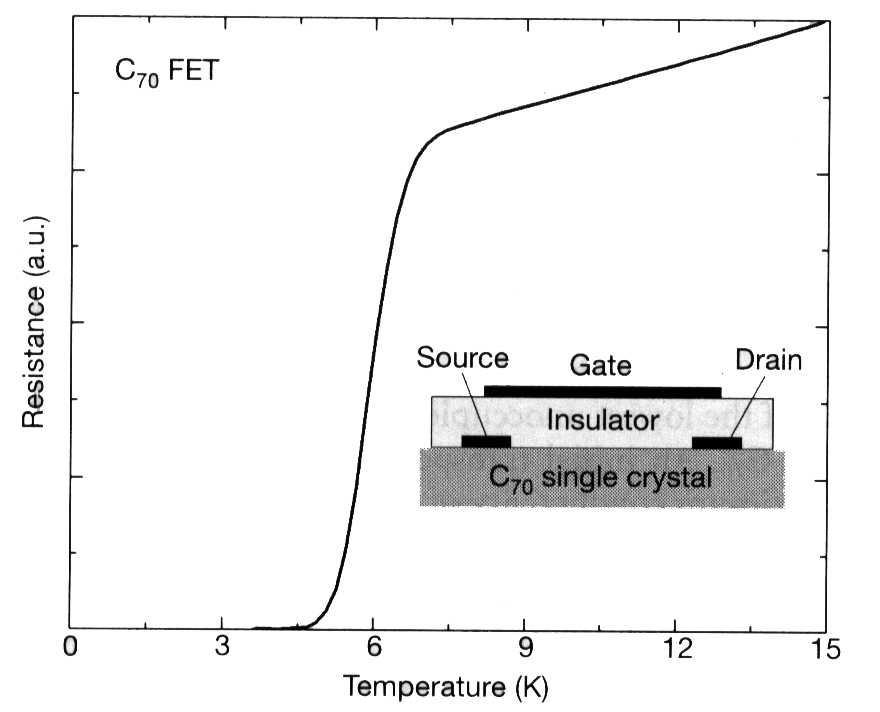 C70 FET
Resistance (a.u.)
Source
Gate
Drain
Insulator
C70 single crystal
0 3 6 9 12 15
Temperature (K)